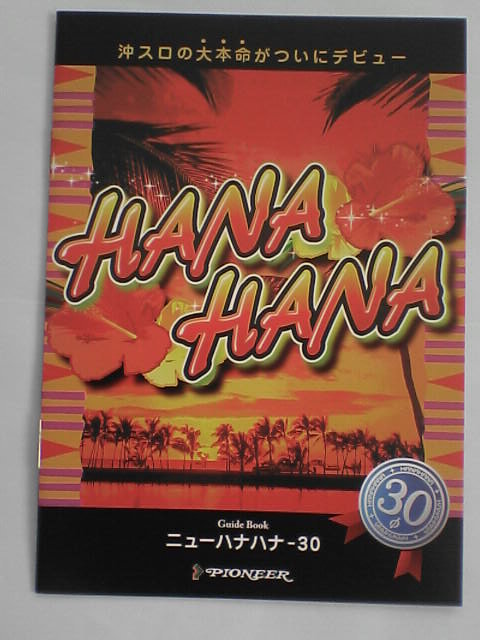 沖スロの大本命がついにデビュー
HANA
HANA
30
φ
HANAHANA
Guide Book
ニューハナハナ-30
PIONEER